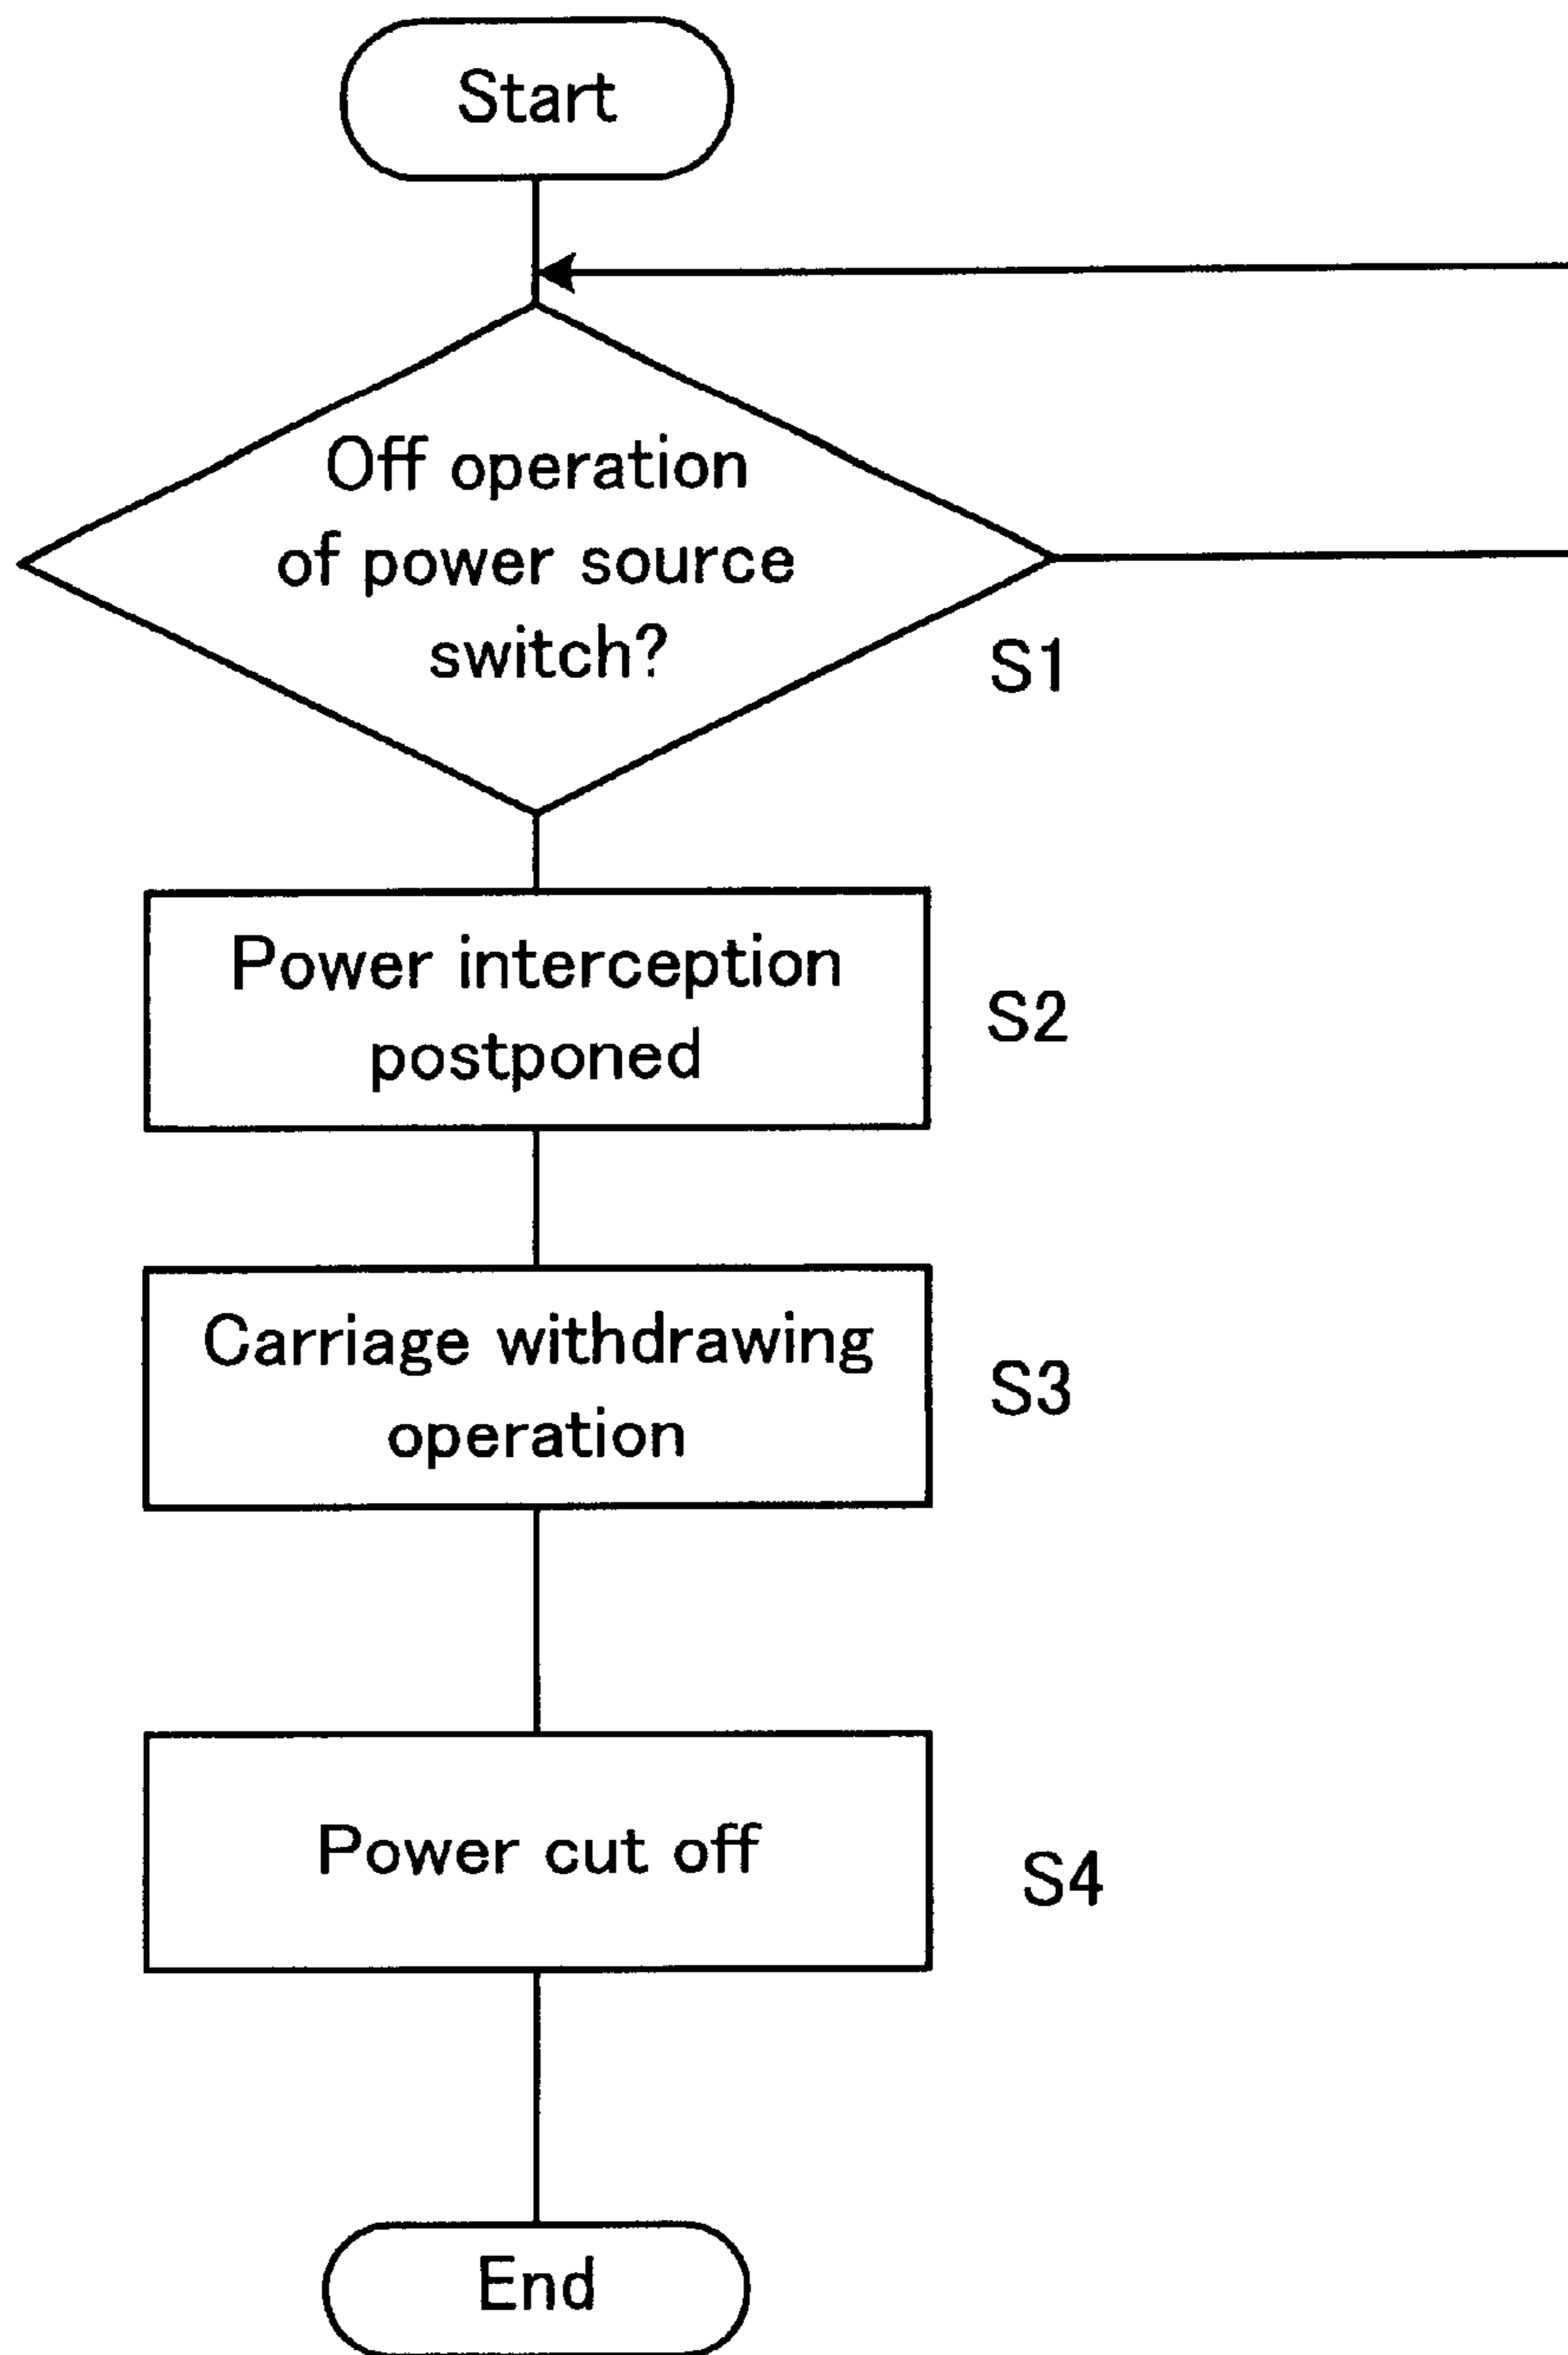 Start
Off operation
of power source
switch?
S1
Power interception
postponed
S2
Carriage withdrawing
operation
S3
Power cut off
S4
End